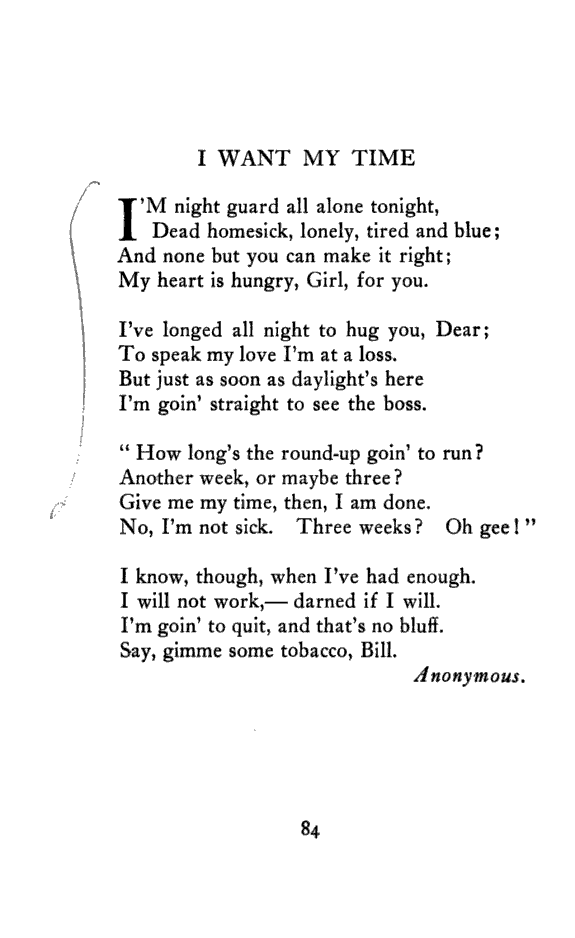 I WANT MY TIME
I'M night guard all alone tonight,
Dead homesick, lonely, tired and blue;
And none but you can make it right;
My heart is hungry, Girl, for you.
I've longed all night to hug you, Dear;
To speak my love I'm at a loss.
But just as soon as daylight's here
I'm goin' straight to see the boss.
" How long's the round-up goin' to run?
Another week, or maybe three?
Give me my time, then, I am done.
No, I'm not sick. Three weeks? Oh gee!"
I know, though, when I've had enough.
I will not work,— darned if I will.
I'm goin' to quit, and that's no bluff.
Say, gimme some tobacco, Bill.
Anonymous.
84